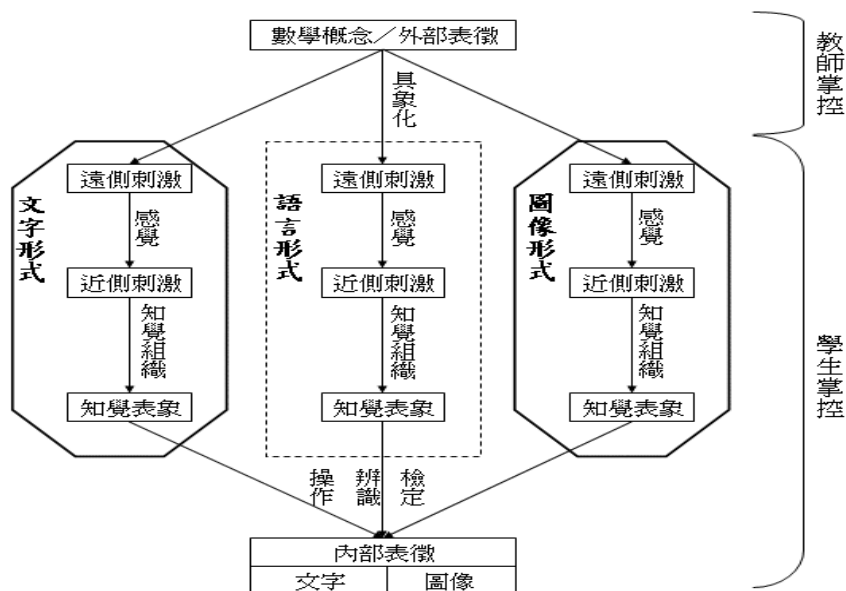 數學概念／外部表徵
教師掌控
具象化
文字形式
遠側刺激
感覺
近側刺激
知覺組織
知覺表象
語言形式
遠側刺激
感覺
近側刺激
知覺組織
知覺表象
圖像形式
遠側刺激
感覺
近側刺激
知覺組織
知覺表象
學生掌控
操作
辨識
檢定
內部表徵
文字
圖像